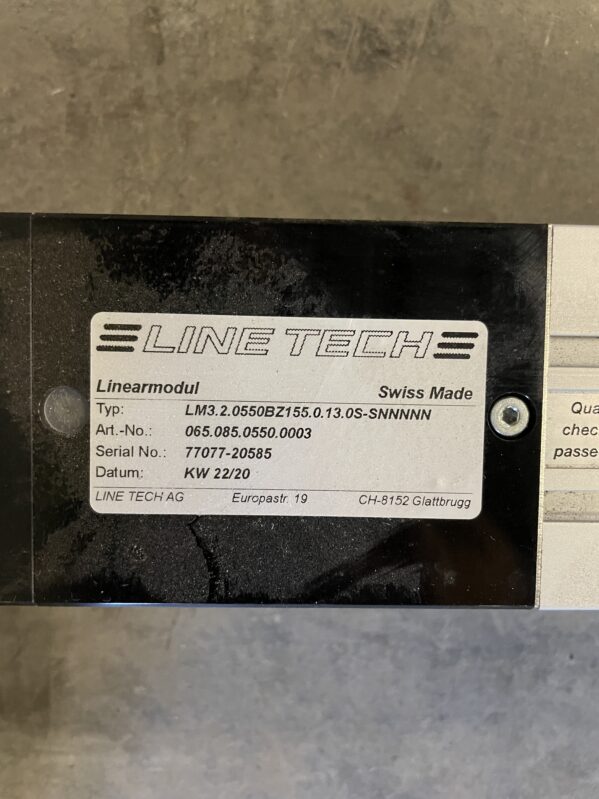 LINE TECH
Linearmodul Swiss Made
Typ: LM3.2.0550BZ155.0.13.0S-SNNNNN
Art.-No.: 065.085.0550.0003
Serial No.: 77077-20585
Datum: KW 22/20
LINE TECH AG Europastr. 19 CH-8152 Glattbrugg